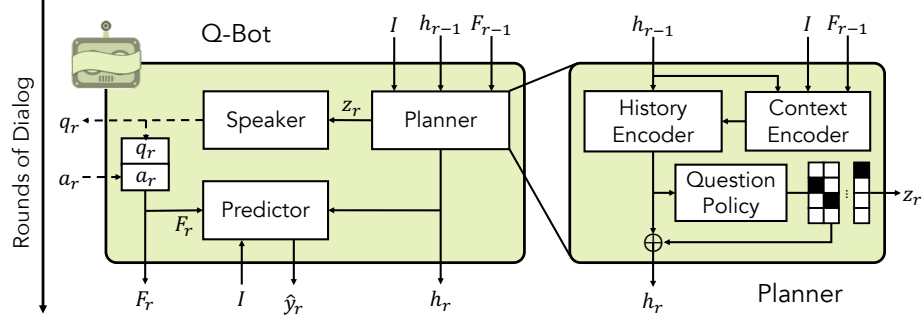 Rounds of Dialog
Q-Bot
I
h_{r-1}
F_{r-1}
q_r
Speaker
z_r
Planner
q_r
a_r
a_r
Predictor
F_r
F_r
I
ŷ_r
h_r
h_{r-1}
I
F_{r-1}
History
Encoder
Context
Encoder
Question
Policy
...
z_r
h_r
Planner